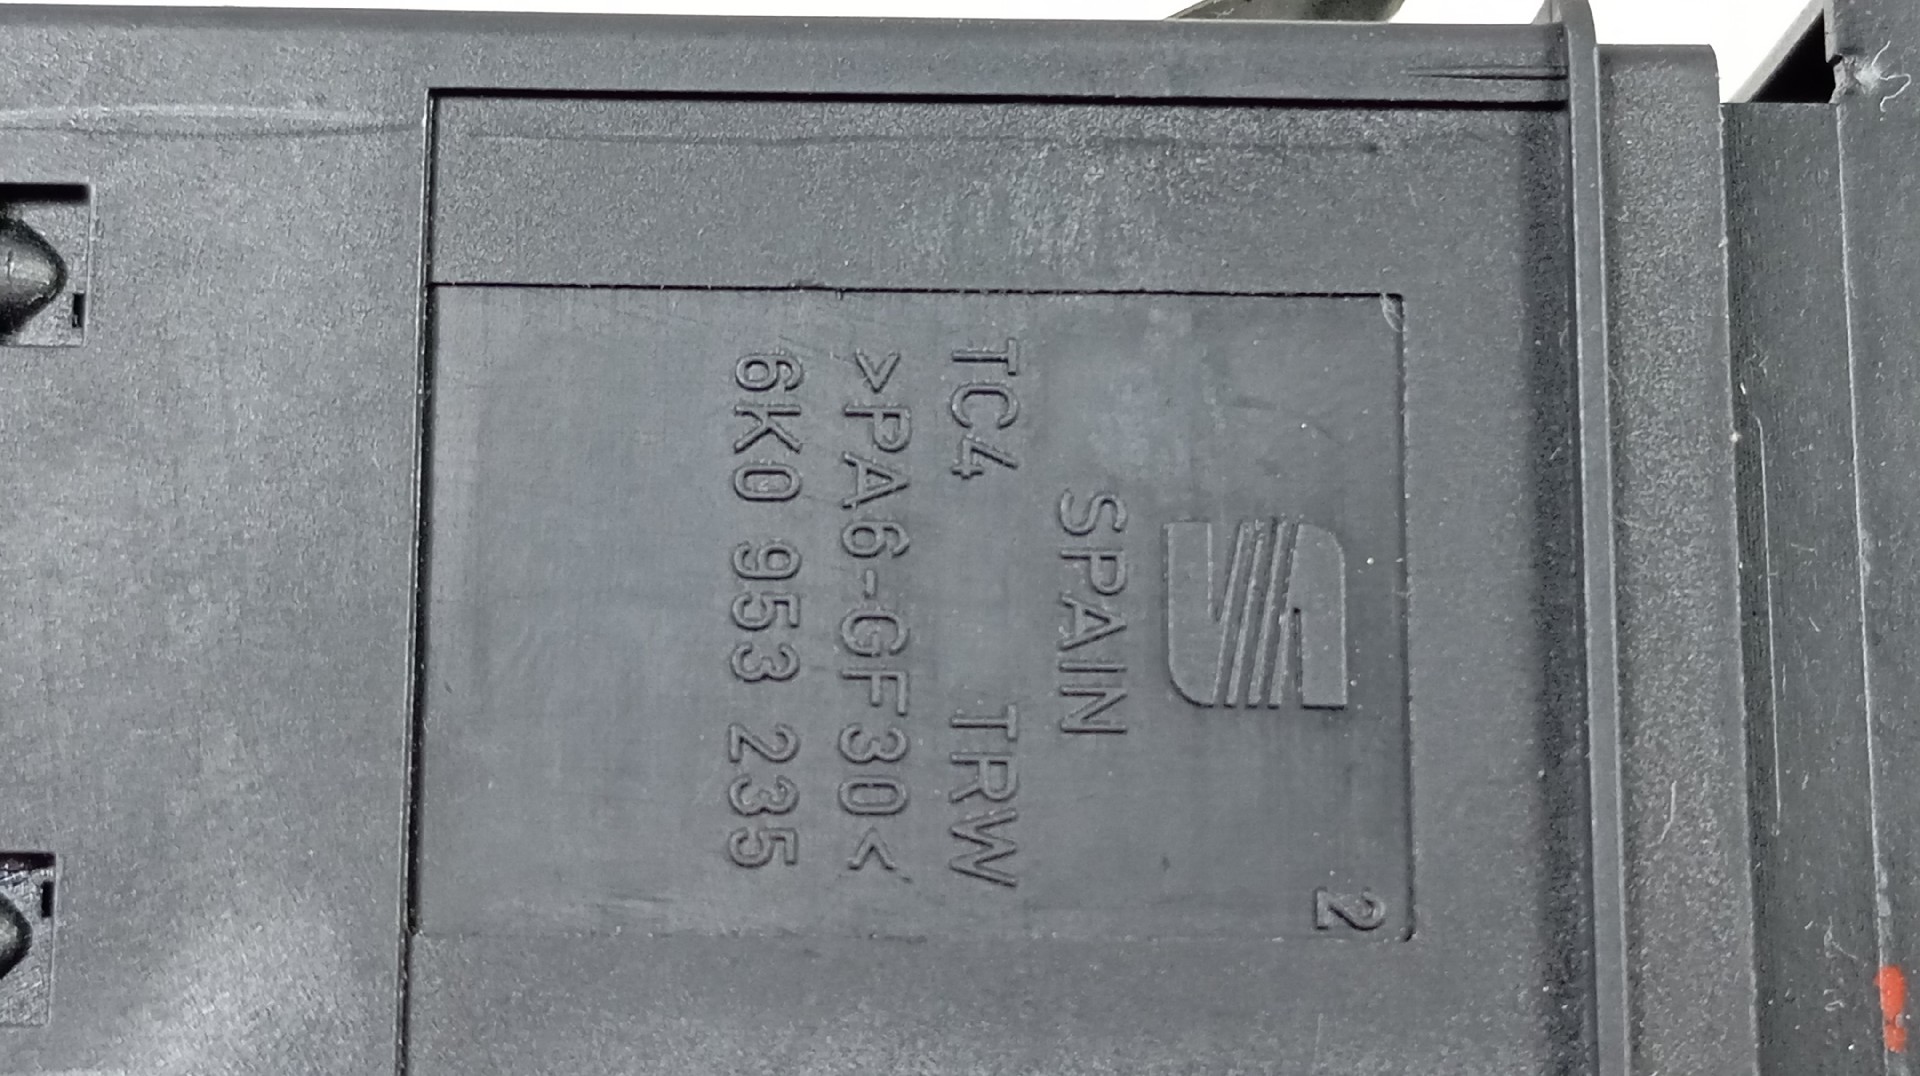 2
SPAIN
TC4 TRW
>PA6-GF30<
6K0 953 235